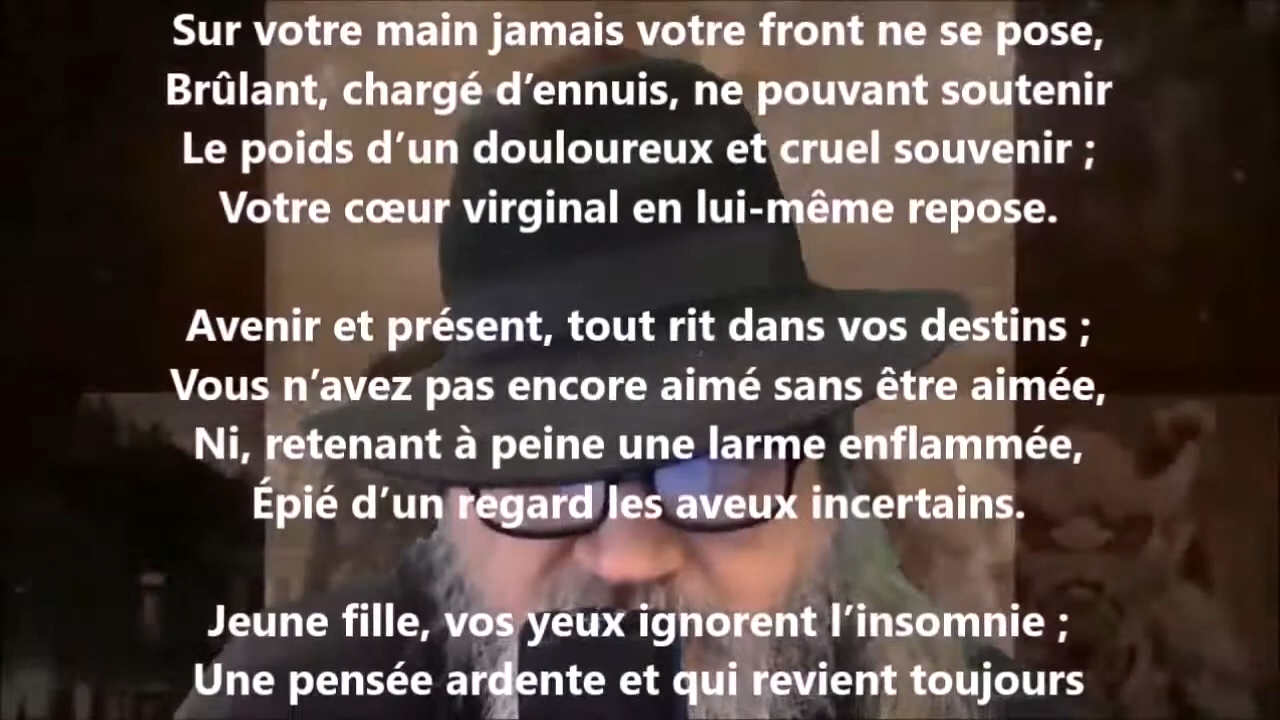 Sur votre main jamais votre front ne se pose,
Brûlant, chargé d’ennuis, ne pouvant soutenir
Le poids d’un douloureux et cruel souvenir ;
Votre cœur virginal en lui-même repose.
Avenir et présent, tout rit dans vos destins ;
Vous n’avez pas encore aimé sans être aimée,
Ni, retenant à peine une larme enflammée,
Épié d’un regard les aveux incertains.
Jeune fille, vos yeux ignorent l’insomnie ;
Une pensée ardente et qui revient toujours